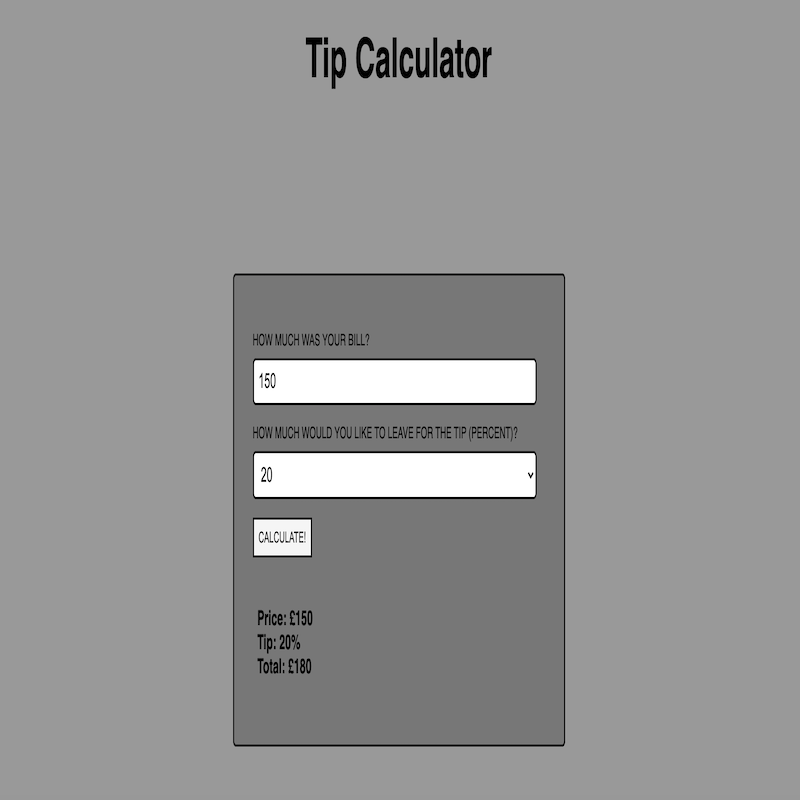 Tip Calculator
HOW MUCH WAS YOUR BILL?
150
HOW MUCH WOULD YOU LIKE TO LEAVE FOR THE TIP (PERCENT)?
20
CALCULATE!
Price: £150
Tip: 20%
Total: £180